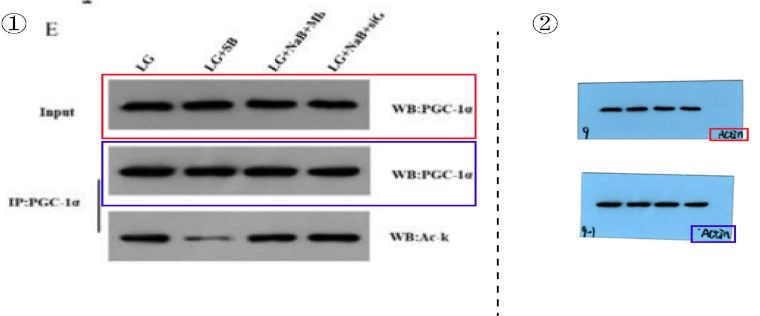 ① E
②
LG
LG+SB
LG+NaB+Mb
LG+NaB+siG
Input
WB:PGC-1α
WB:PGC-1α
IP:PGC-1α
WB:Ac-k
9
Actin
9-1
Actin